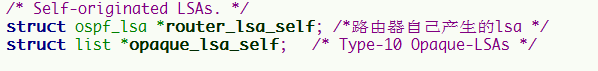 /* Self-originated LSAs. */
struct ospf_lsa *router_lsa_self; /*路由器自己产生的lsa */
struct list *opaque_lsa_self;   /* Type-10 Opaque-LSAs */